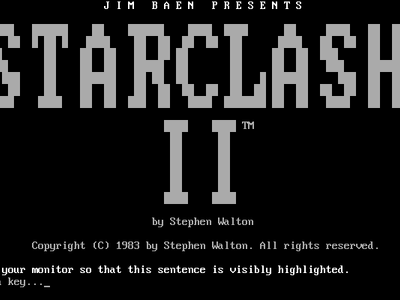 JIM BAEN PRESENTS
STARCLASH
II™
by Stephen Walton
Copyright (C) 1983 by Stephen Walton. All rights reserved.
your monitor so that this sentence is visibly highlighted.
key..._